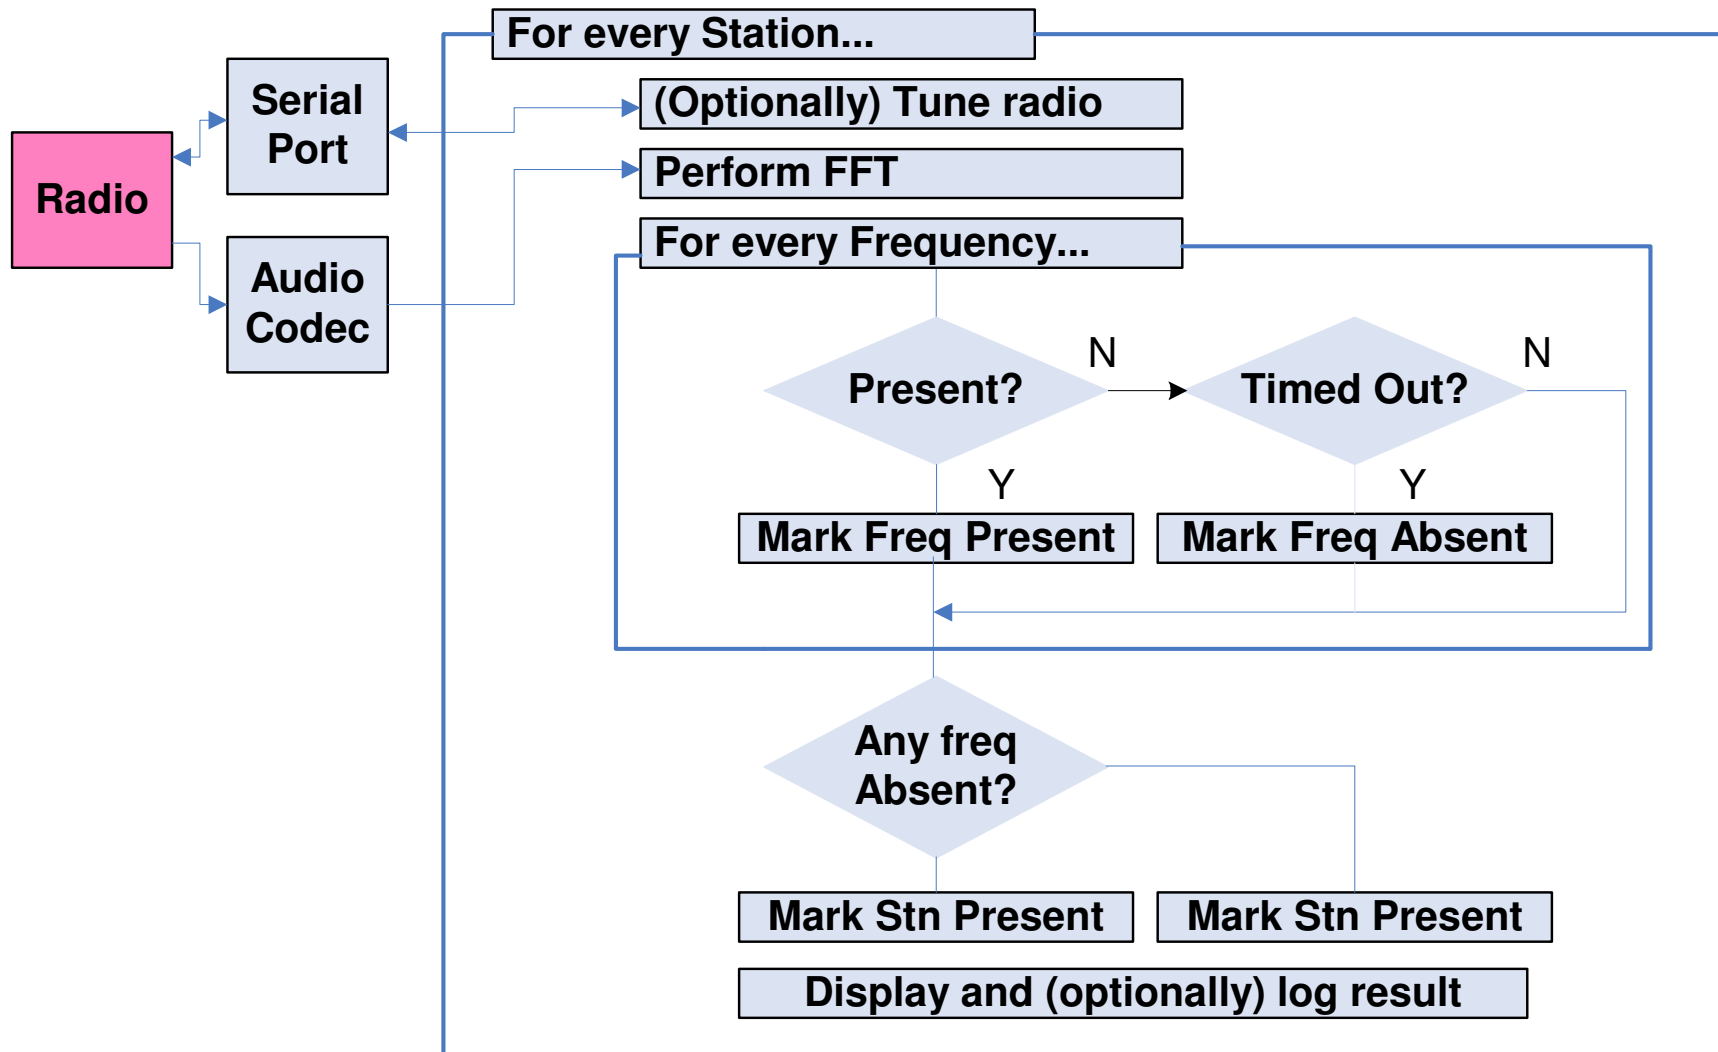 For every Station...
Serial
Port
(Optionally) Tune radio
Radio
Perform FFT
Audio
Codec
For every Frequency...
Present?
N
Timed Out?
N
Y
Y
Mark Freq Present
Mark Freq Absent
Any freq
Absent?
Mark Stn Present
Mark Stn Present
Display and (optionally) log result